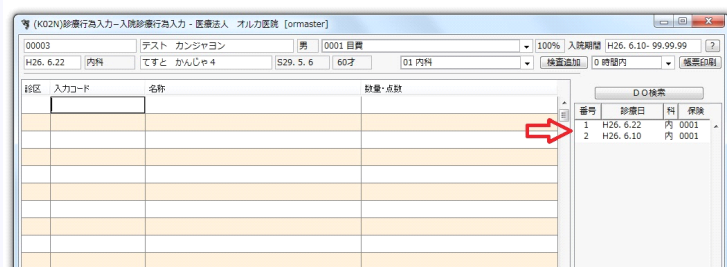 (K02N)診療行為入力-入院診療行為入力 - 医療法人 オルカ医院 [ormaster]
00003 テスト カンジャヨン 男 0001 自費 100% 入院期間 H26. 6.10- 99.99.99 ?
H26. 6.22 内科 てすと かんじゃ4 S29. 5. 6 60才 01 内科 検査追加 0 時間内 帳票印刷
診区 入力コード 名称 数量・点数 DO検索
番号 診療日 科 保険
1 H26. 6.22 内 0001
2 H26. 6.10 内 0001